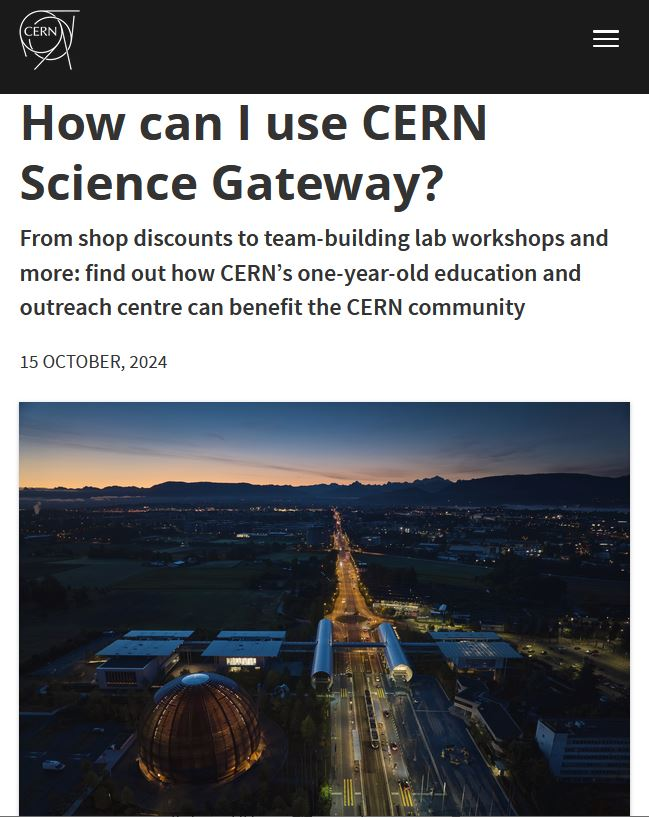 CERN
How can I use CERN
Science Gateway?
From shop discounts to team-building lab workshops and
more: find out how CERN’s one-year-old education and
outreach centre can benefit the CERN community
15 OCTOBER, 2024